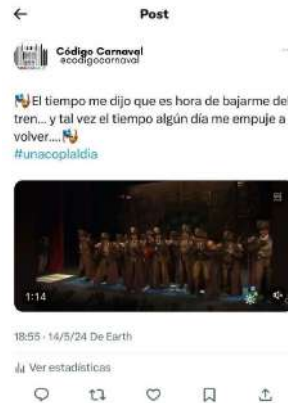 Post
Código Carnaval
@codigocarnaval
El tiempo me dijo que es hora de bajarme del
tren... y tal vez el tiempo algún día me empuje a
volver....
#unacoplaldia
1:14
18:55 · 14/5/24 De Earth
Ver estadísticas